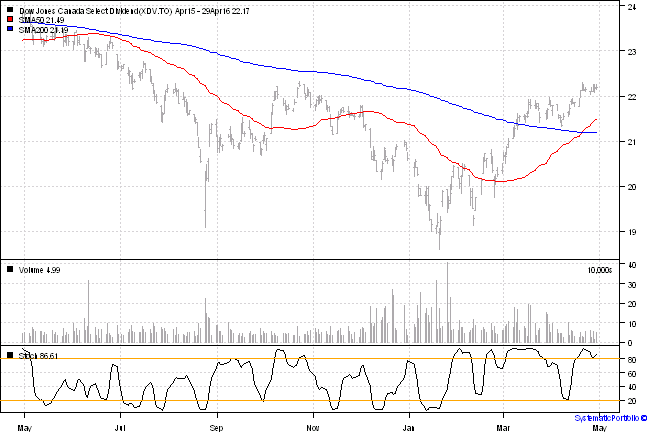 Dow Jones Canada Select Dividend(XDV.TO) Apr15 - 29Apr16 22.17
SMA50 21.49
SMA200 21.19
24
23
22
21
20
19
Volume 4.99
10,000s
40
30
20
10
0
Stoch 86.61
80
60
40
20
May
Jul
Sep
Nov
Jan
Mar
May
SystematicPortfolio ©